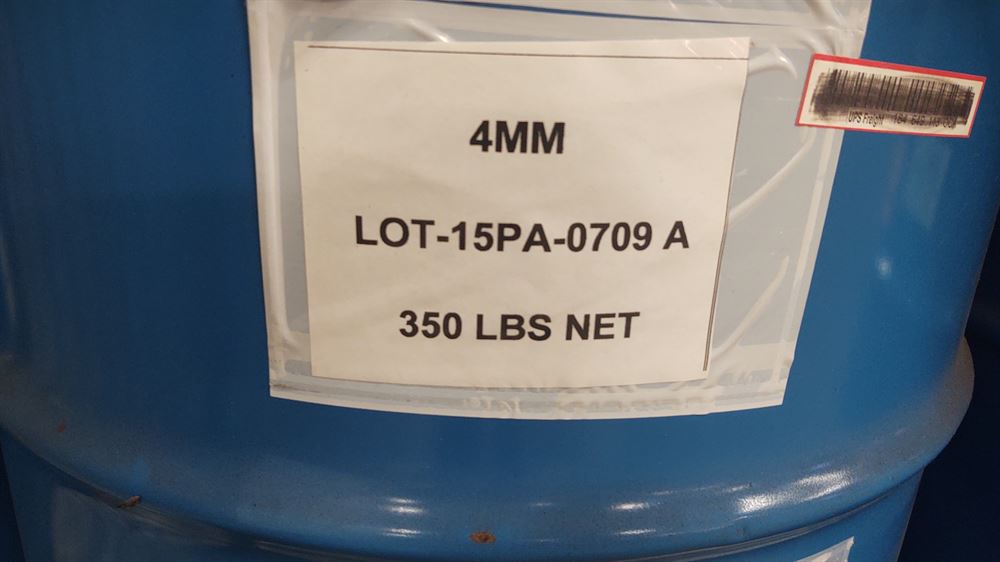 4MM
LOT-15PA-0709 A
350 LBS NET
UPS Freight